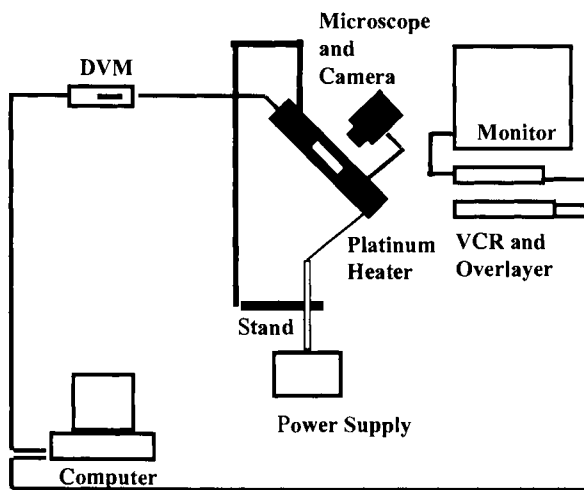 Microscope
and
Camera
DVM
Monitor
Platinum
Heater
VCR and
Overlayer
Stand
Power Supply
Computer